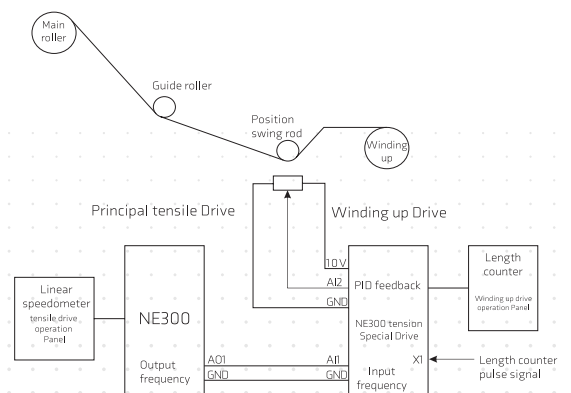 Main
roller
Guide roller
Position
swing rod
Winding
up
Principal tensile Drive
Winding up Drive
Linear
speedometer
tensile drive
operation
Panel
NE300
Output
frequency
AO1
GND
10V
AI2
GND
AI1
GND
PID feedback
NE300 tension
Special Drive
X1
Input
frequency
Length
counter
Winding up drive
operation Panel
Length counter
pulse signal